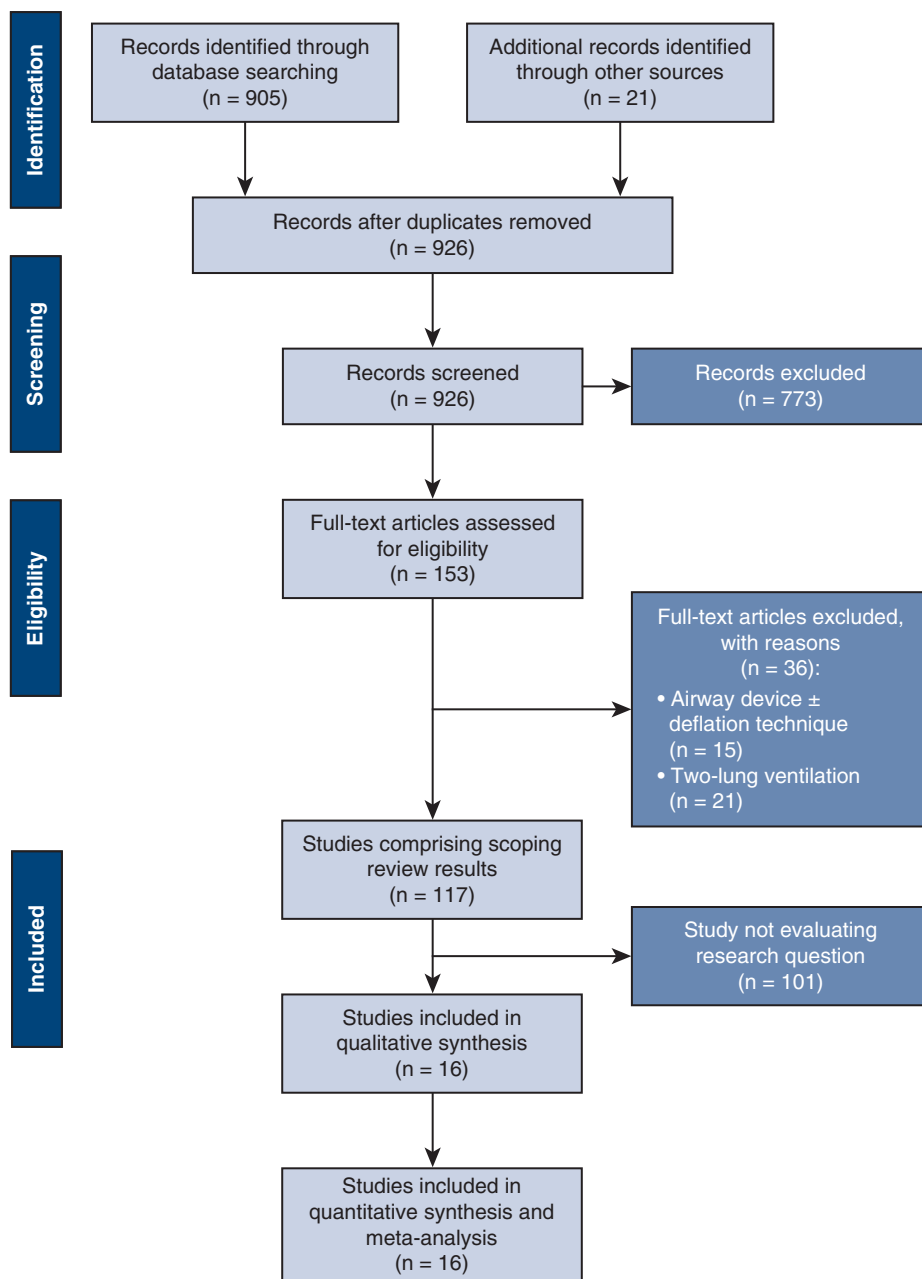 Identification
Records identified through
database searching
(n = 905)
Additional records identified
through other sources
(n = 21)
Records after duplicates removed
(n = 926)
Screening
Records screened
(n = 926)
Records excluded
(n = 773)
Eligibility
Full-text articles assessed
for eligibility
(n = 153)
Full-text articles excluded,
with reasons
(n = 36):
• Airway device ±
deflation technique
(n = 15)
• Two-lung ventilation
(n = 21)
Included
Studies comprising scoping
review results
(n = 117)
Study not evaluating
research question
(n = 101)
Studies included in
qualitative synthesis
(n = 16)
Studies included in
quantitative synthesis and
meta-analysis
(n = 16)